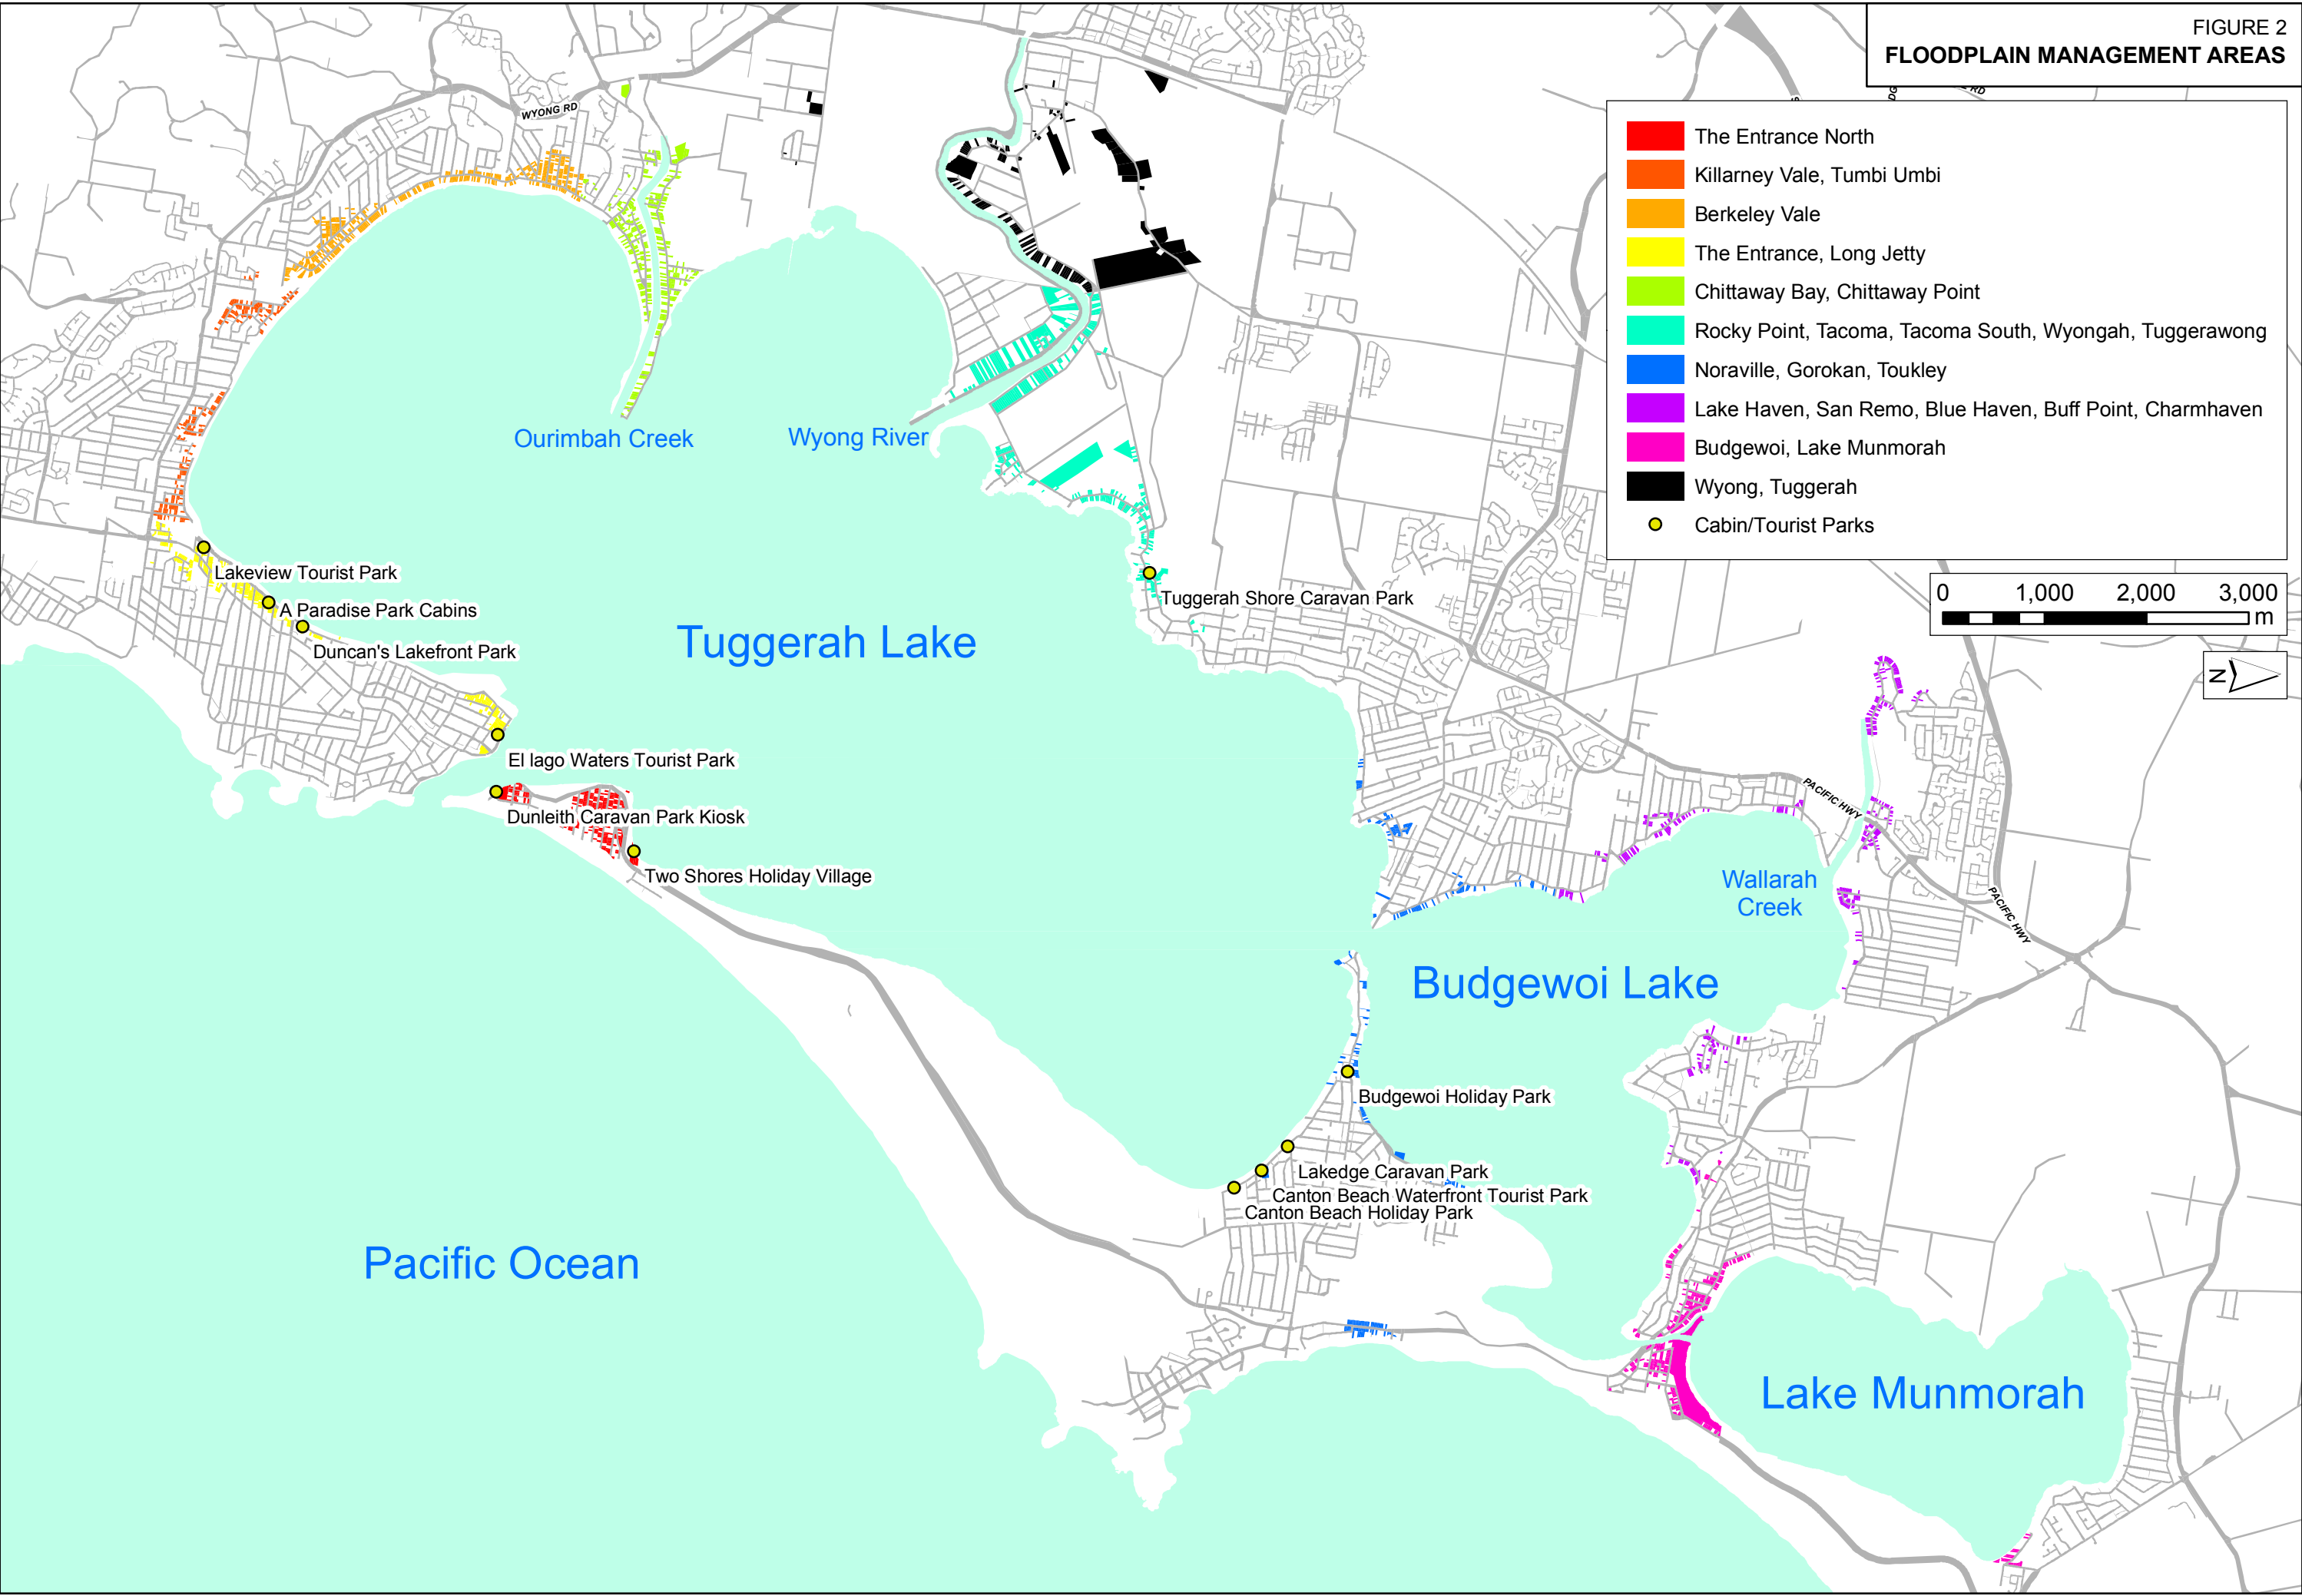 FIGURE 2
FLOODPLAIN MANAGEMENT AREAS
The Entrance North
Killarney Vale, Tumbi Umbi
Berkeley Vale
The Entrance, Long Jetty
Chittaway Bay, Chittaway Point
Rocky Point, Tacoma, Tacoma South, Wyongah, Tuggerawong
Noraville, Gorokan, Toukley
Lake Haven, San Remo, Blue Haven, Buff Point, Charmhaven
Budgewoi, Lake Munmorah
Wyong, Tuggerah
Cabin/Tourist Parks
0 1,000 2,000 3,000
m
N
WYONG RD
RD
Ourimbah Creek
Wyong River
Lakeview Tourist Park
A Paradise Park Cabins
Duncan's Lakefront Park
Tuggerah Shore Caravan Park
Tuggerah Lake
El lago Waters Tourist Park
Dunleith Caravan Park Kiosk
Two Shores Holiday Village
PACIFIC HWY
Wallarah
Creek
PACIFIC HWY
Budgewoi Lake
Budgewoi Holiday Park
Lakedge Caravan Park
Canton Beach Waterfront Tourist Park
Canton Beach Holiday Park
Pacific Ocean
Lake Munmorah